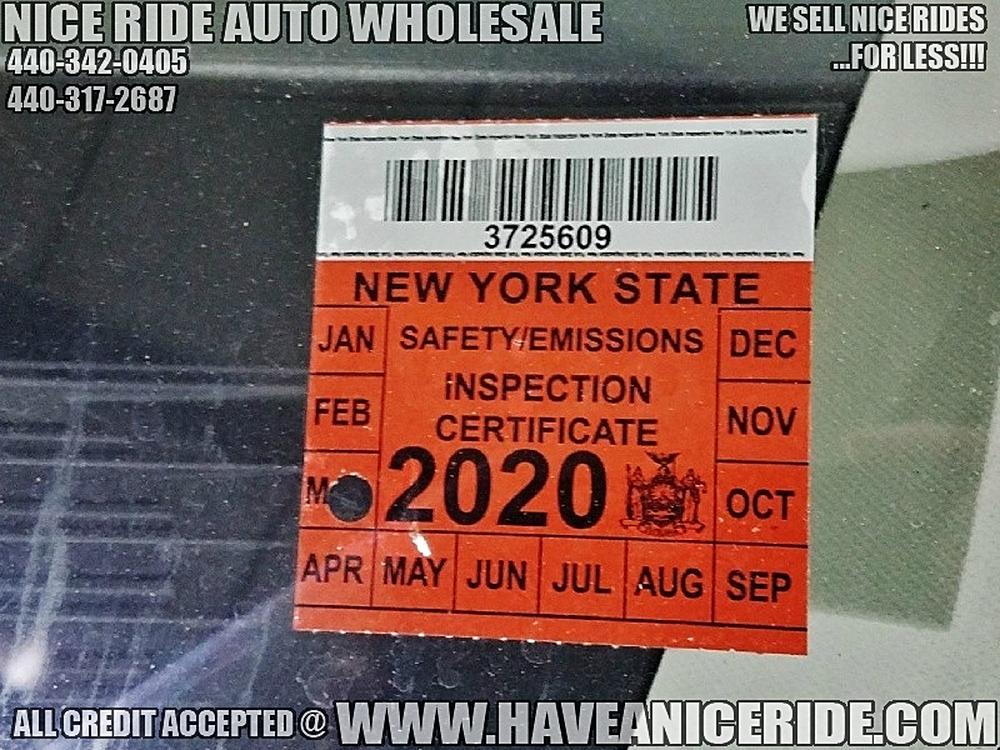 NICE RIDE AUTO WHOLESALE
440-342-0405
440-317-2687
WE SELL NICE RIDES
...FOR LESS!!!
3725609
NEW YORK STATE
SAFETY/EMISSIONS
INSPECTION
CERTIFICATE
2020
JAN
FEB
M
APR
MAY
JUN
JUL
AUG
SEP
OCT
NOV
DEC
ALL CREDIT ACCEPTED @ WWW.HAVEANICERIDE.COM